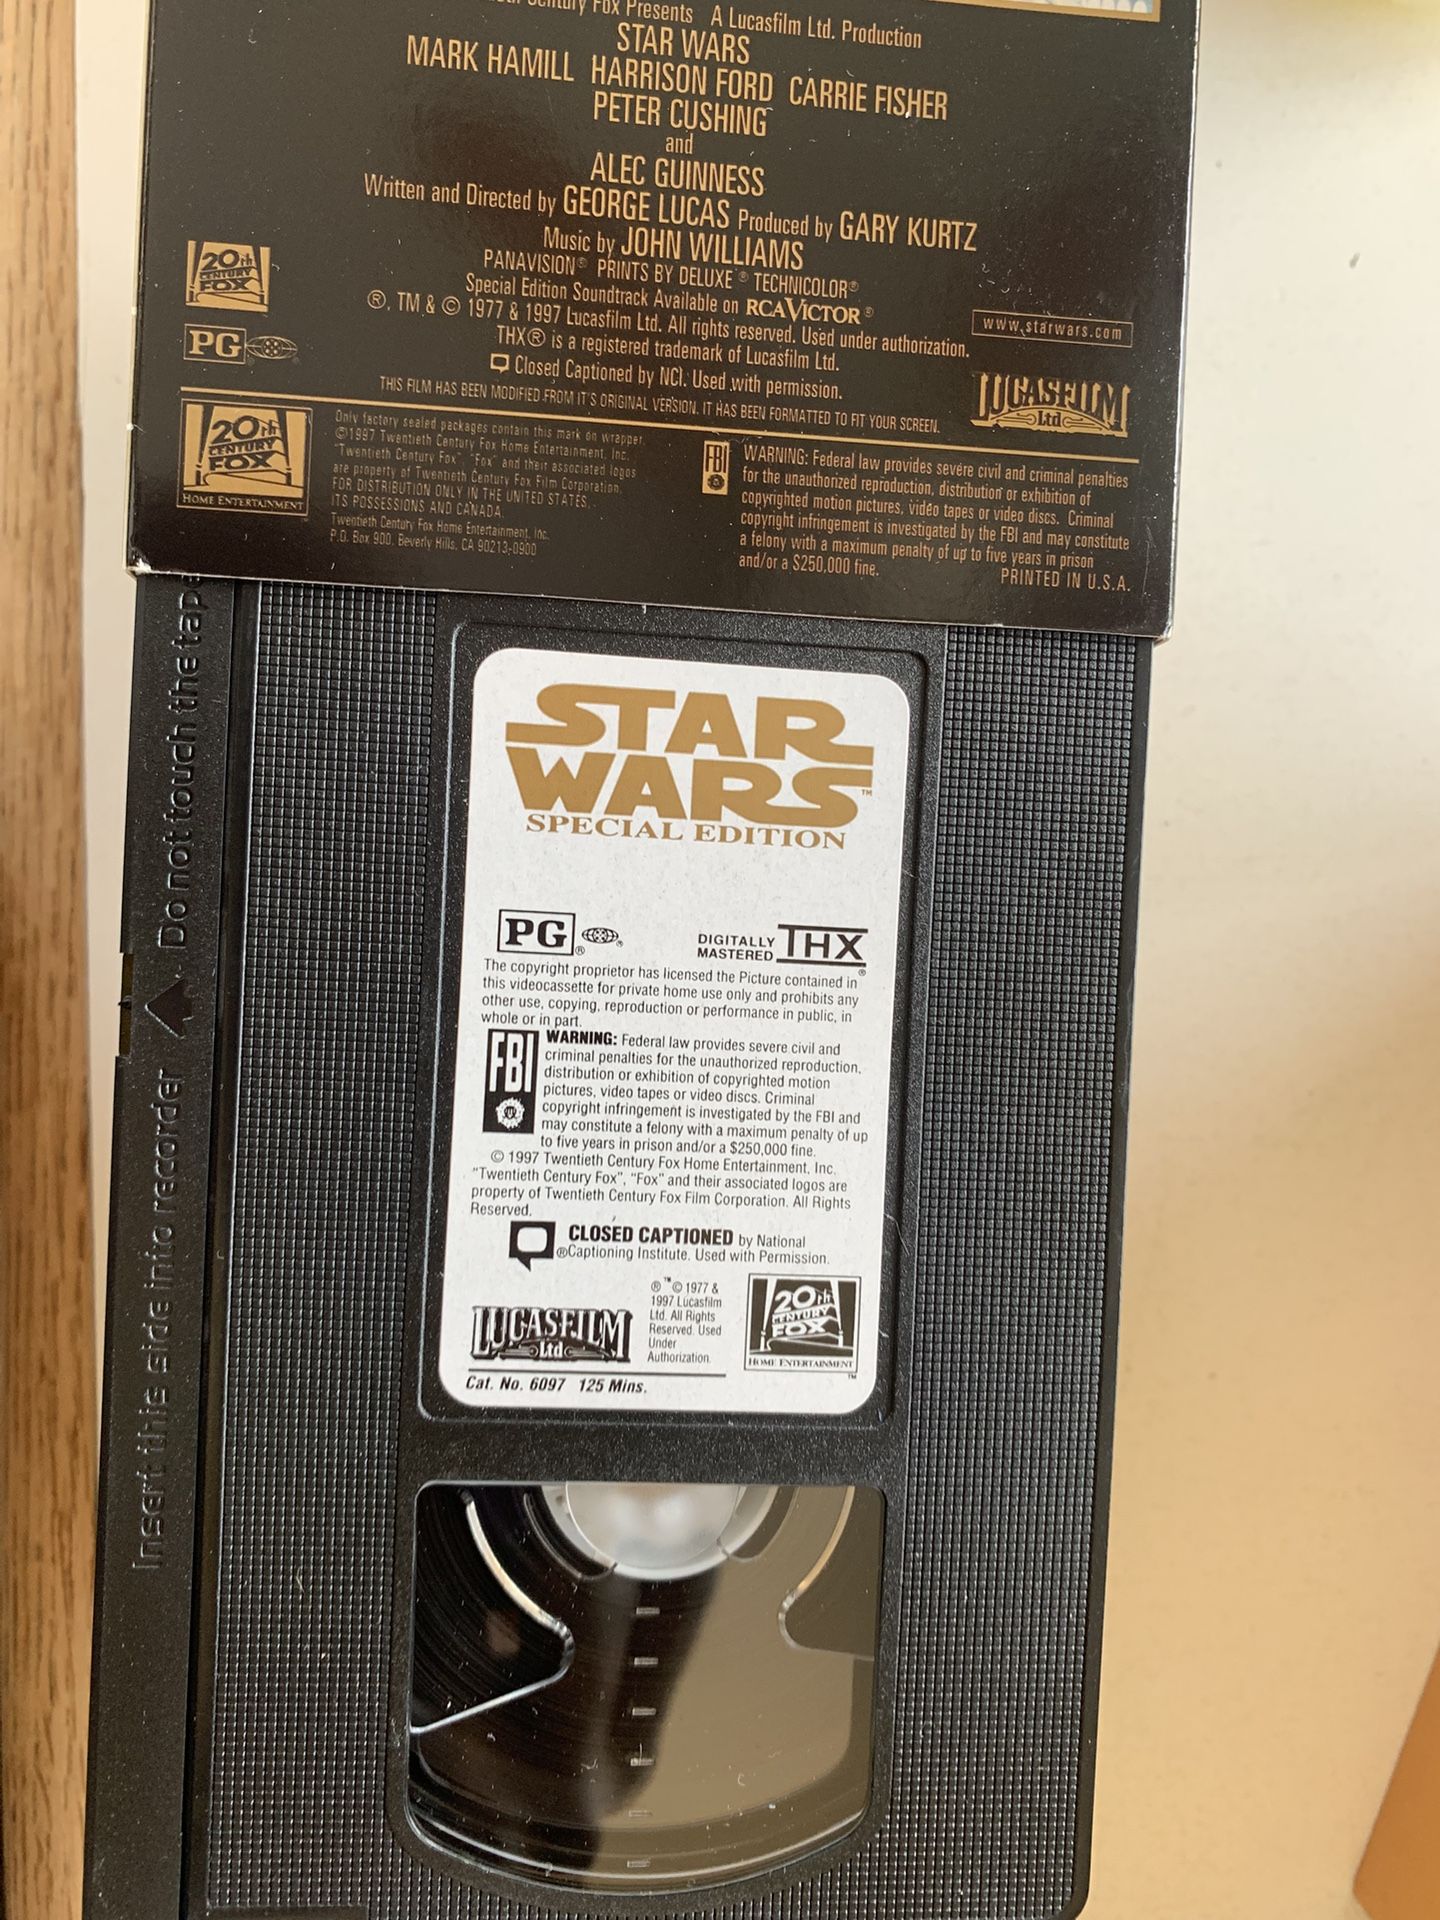 Century Fox Presents A Lucasfilm Ltd. Production
STAR WARS
MARK HAMILL HARRISON FORD CARRIE FISHER
PETER CUSHING
and
ALEC GUINNESS
Written and Directed by GEORGE LUCAS Produced by GARY KURTZ
Music by JOHN WILLIAMS
PANAVISION® PRINTS BY DELUXE® TECHNICOLOR®
Special Edition Soundtrack Available on RCA VICTOR®
®, TM & © 1977 & 1997 Lucasfilm Ltd. All rights reserved. Used under authorization.
THX® is a registered trademark of Lucasfilm Ltd.
Closed Captioned by NCI. Used with permission.
THIS FILM HAS BEEN MODIFIED FROM IT'S ORIGINAL VERSION. IT HAS BEEN FORMATTED TO FIT YOUR SCREEN.
20th
CENTURY
FOX
PG
www.starwars.com
LUCASFILM
Ltd
20th
CENTURY
FOX
HOME ENTERTAINMENT
Only factory sealed packages contain this mark on wrapper.
©1997 Twentieth Century Fox Home Entertainment, Inc.
"Twentieth Century Fox" "Fox" and their associated logos
are property of Twentieth Century Fox Film Corporation.
FOR DISTRIBUTION ONLY IN THE UNITED STATES,
ITS POSSESSIONS AND CANADA.
Twentieth Century Fox Home Entertainment, Inc.
P.O. Box 900, Beverly Hills, CA 90213-0900
FBI
WARNING: Federal law provides severe civil and criminal penalties
for the unauthorized reproduction, distribution or exhibition of
copyrighted motion pictures, video tapes or video discs. Criminal
copyright infringement is investigated by the FBI and may constitute
a felony with a maximum penalty of up to five years in prison
and/or a $250,000 fine.
PRINTED IN U.S.A.
Insert this side into recorder
Do not touch the tape
STAR
WARS™
SPECIAL EDITION
PG®
DIGITALLY
MASTERED
THX®
The copyright proprietor has licensed the Picture contained in
this videocassette for private home use only and prohibits any
other use, copying, reproduction or performance in public, in
whole or in part.
FBI
WARNING: Federal law provides severe civil and
criminal penalties for the unauthorized reproduction,
distribution or exhibition of copyrighted motion
pictures, video tapes or video discs. Criminal
copyright infringement is investigated by the FBI and
may constitute a felony with a maximum penalty of up
to five years in prison and/or a $250,000 fine.
© 1997 Twentieth Century Fox Home Entertainment, Inc.
"Twentieth Century Fox", "Fox" and their associated logos are
property of Twentieth Century Fox Film Corporation. All Rights
Reserved.
CLOSED CAPTIONED by National
®Captioning Institute. Used with Permission.
LUCASFILM
Ltd
®™© 1977 &
1997 Lucasfilm
Ltd. All Rights
Reserved. Used
Under
Authorization.
20th
CENTURY
FOX
HOME ENTERTAINMENT
™
Cat. No. 6097 125 Mins.